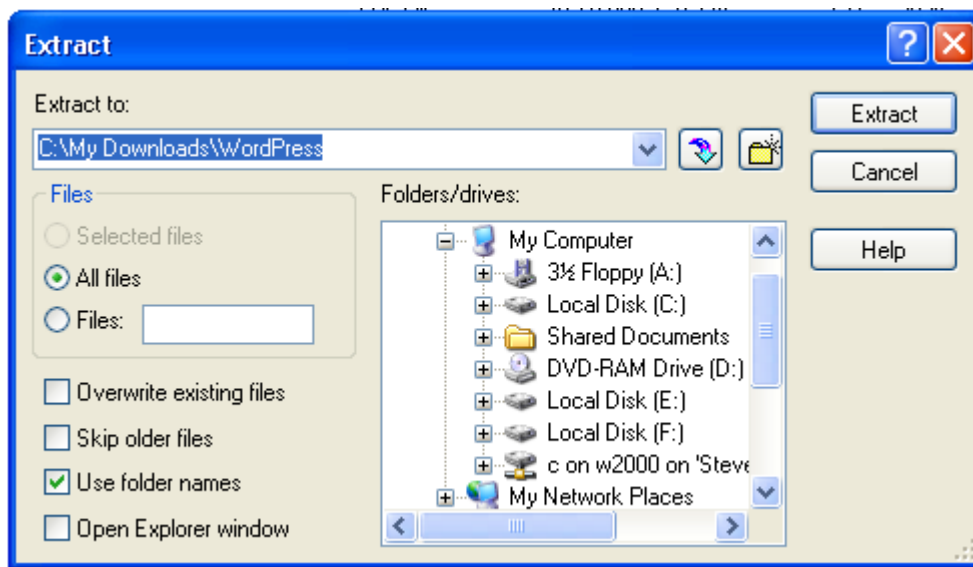 Extract
Extract to:
C:\My Downloads\WordPress
Extract
Cancel
Help
Files
Selected files
All files
Files:
Overwrite existing files
Skip older files
Use folder names
Open Explorer window
Folders/drives:
My Computer
3½ Floppy (A:)
Local Disk (C:)
Shared Documents
DVD-RAM Drive (D:)
Local Disk (E:)
Local Disk (F:)
c on w2000 on 'Steve
My Network Places